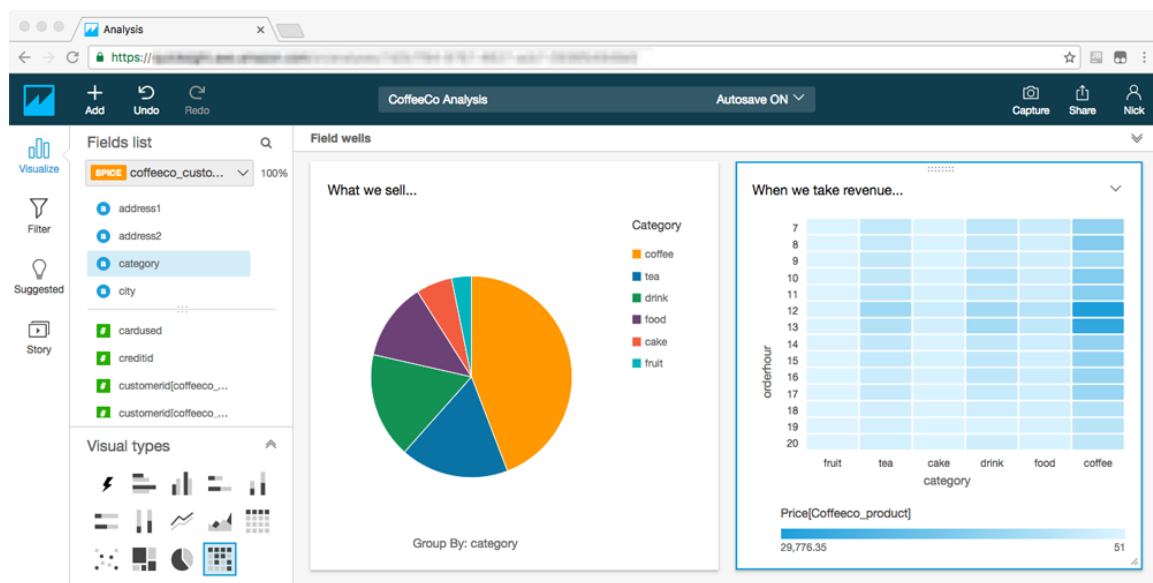 Analysis
https://
Add
Undo
Redo
CoffeeCo Analysis
Autosave ON
Capture
Share
Nick
Visualize
Filter
Suggested
Story
Fields list
SPICE coffeeco_custo... 100%
address1
address2
category
city
cardused
creditid
customerid[coffeeco_...
customerid[coffeeco_...
Visual types
Field wells
What we sell...
Category
coffee
tea
drink
food
cake
fruit
Group By: category
When we take revenue...
orderhour
7
8
9
10
11
12
13
14
15
16
17
18
19
20
fruit tea cake drink food coffee
category
Price[Coffeeco_product]
29,776.35 51